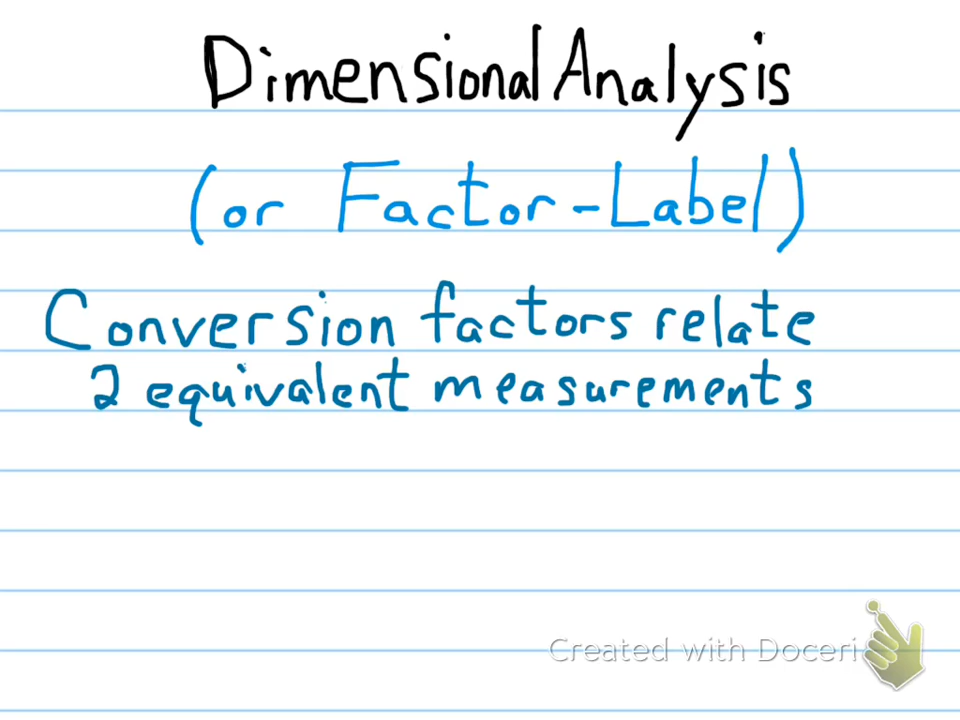 Dimensional Analysis
(or Factor-Label)
Conversion factors relate
2 equivalent measurements
Created with Doceri